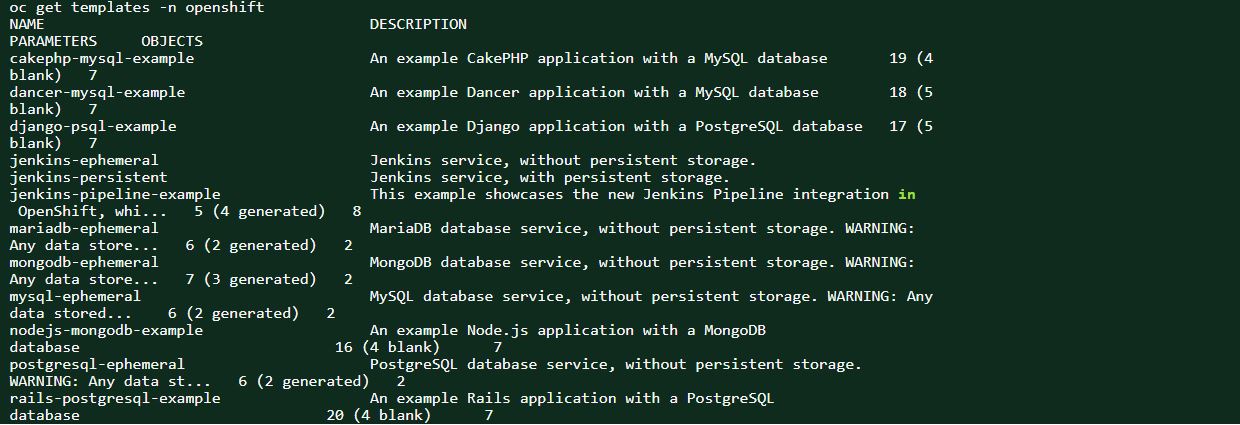 oc get templates -n openshift
NAME                                    DESCRIPTION
PARAMETERS     OBJECTS
cakephp-mysql-example                   An example CakePHP application with a MySQL database       19 (4
blank)   7
dancer-mysql-example                    An example Dancer application with a MySQL database        18 (5
blank)   7
django-psql-example                     An example Django application with a PostgreSQL database   17 (5
blank)   7
jenkins-ephemeral                       Jenkins service, without persistent storage.
jenkins-persistent                      Jenkins service, with persistent storage.
jenkins-pipeline-example                This example showcases the new Jenkins Pipeline integration in
 OpenShift, whi...   5 (4 generated)   8
mariadb-ephemeral                       MariaDB database service, without persistent storage. WARNING:
Any data store...   6 (2 generated)   2
mongodb-ephemeral                       MongoDB database service, without persistent storage. WARNING:
Any data store...   7 (3 generated)   2
mysql-ephemeral                         MySQL database service, without persistent storage. WARNING: Any
data stored...    6 (2 generated)   2
nodejs-mongodb-example                  An example Node.js application with a MongoDB
database                            16 (4 blank)      7
postgresql-ephemeral                    PostgreSQL database service, without persistent storage.
WARNING: Any data st...   6 (2 generated)   2
rails-postgresql-example                An example Rails application with a PostgreSQL
database                           20 (4 blank)      7